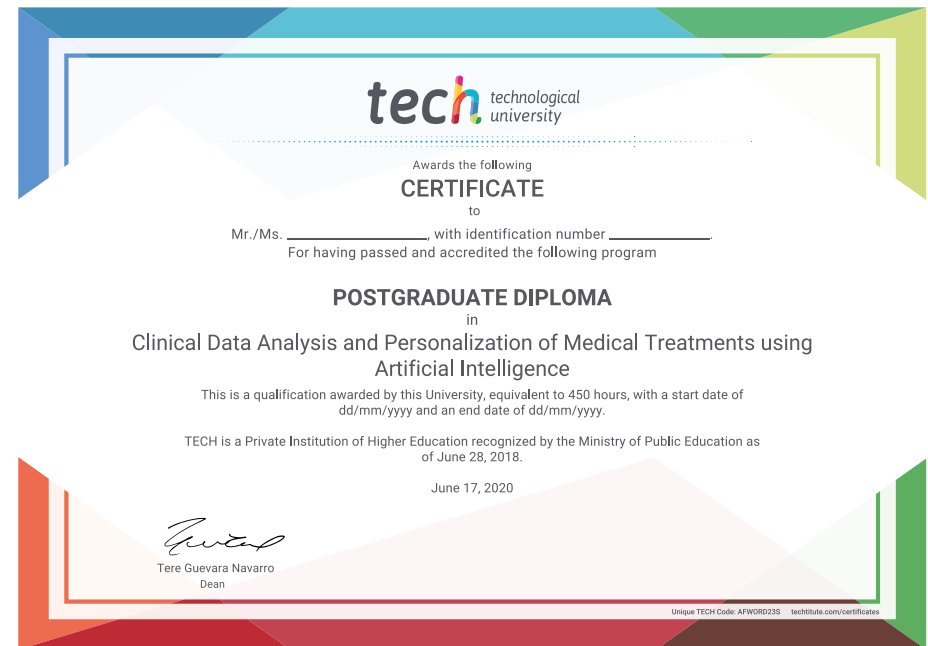 tech technological
university
Awards the following
CERTIFICATE
to
Mr./Ms. ____________________, with identification number ______________.
For having passed and accredited the following program
POSTGRADUATE DIPLOMA
in
Clinical Data Analysis and Personalization of Medical Treatments using
Artificial Intelligence
This is a qualification awarded by this University, equivalent to 450 hours, with a start date of
dd/mm/yyyy and an end date of dd/mm/yyyy.
TECH is a Private Institution of Higher Education recognized by the Ministry of Public Education as
of June 28, 2018.
June 17, 2020
Tere Guevara Navarro
Dean
Unique TECH Code: AFWORD23S techtitute.com/certificates